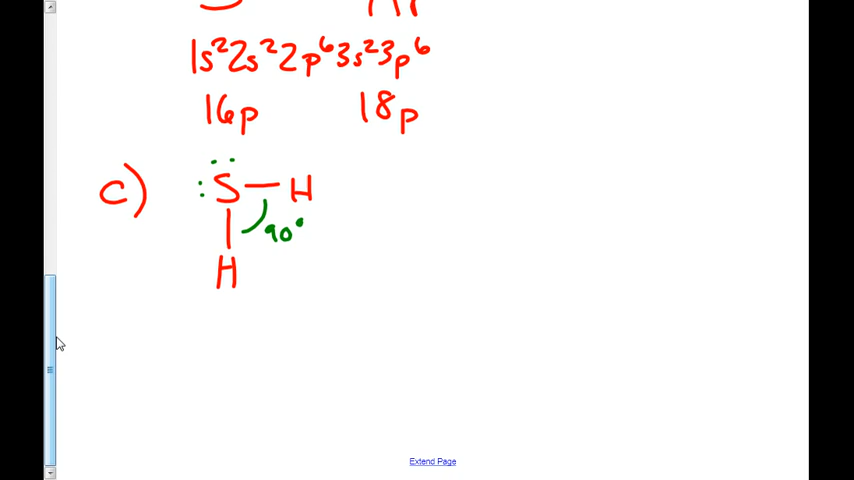 1s²2s²2p⁶3s²3p⁶
16p 18p
c) :S̈ — H
90°
H
Extend Page